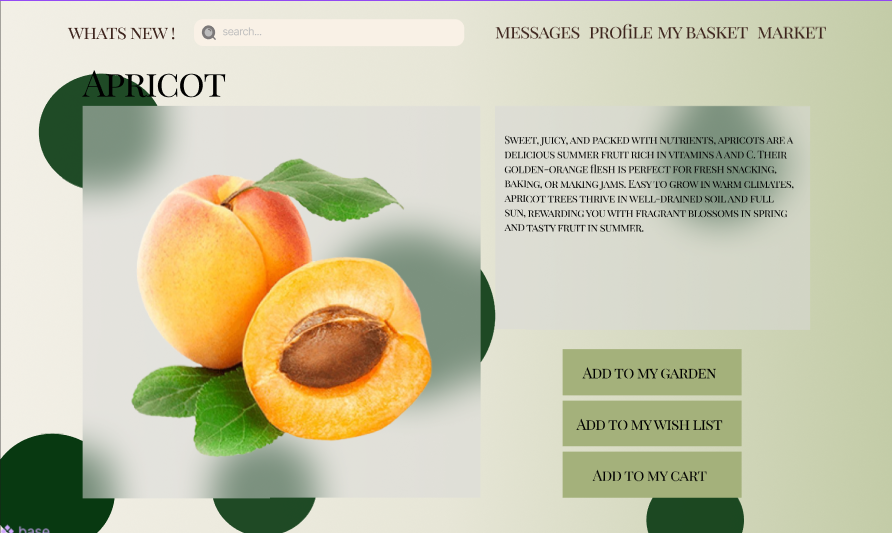 WHATS NEW !
search...
MESSAGES PROfiLE MY BASKET MARKET
APRICOT
SWEET, JUICY, AND PACKED WITH NUTRIENTS, APRICOTS ARE A
DELICIOUS SUMMER FRUIT RICH IN VITAMINS A AND C. THEIR
GOLDEN-ORANGE flESH IS PERFECT FOR FRESH SNACKING,
BAKING, OR MAKING JAMS. EASY TO GROW IN WARM CLIMATES,
APRICOT TREES THRIVE IN WELL-DRAINED SOIL AND FULL
SUN, REWARDING YOU WITH FRAGRANT BLOSSOMS IN SPRING
AND TASTY FRUIT IN SUMMER.
ADD TO MY GARDEN
ADD TO MY WISH LIST
ADD TO MY CART
base